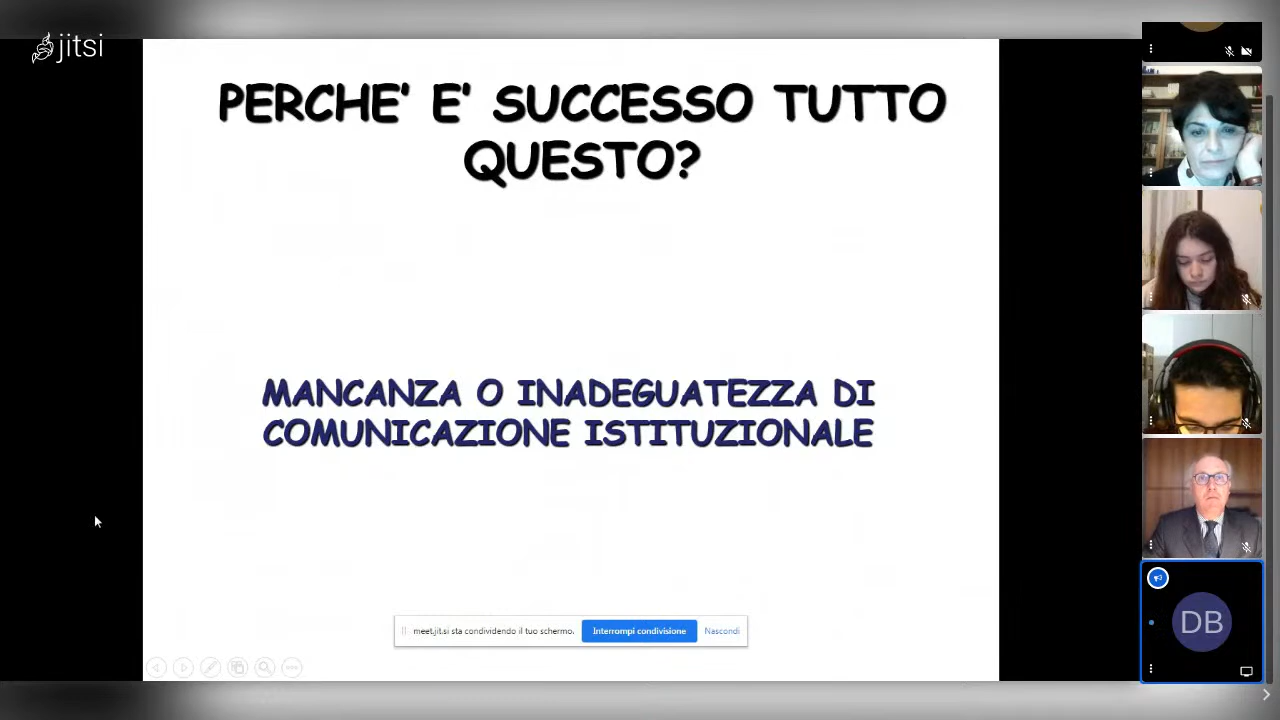 jitsi
PERCHE' E' SUCCESSO TUTTO
QUESTO?
MANCANZA O INADEGUATEZZA DI
COMUNICAZIONE ISTITUZIONALE
meet.jit.si sta condividendo il tuo schermo.
Interrompi condivisione
Nascondi
DB